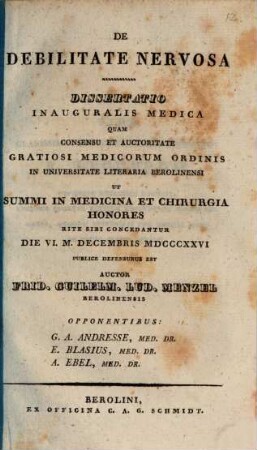 DE
DEBILITATE NERVOSA
DISSERTATIO
INAUGURALIS MEDICA
QUAM
CONSENSU ET AUCTORITATE
GRATIOSI MEDICORUM ORDINIS
IN UNIVERSITATE LITERARIA BEROLINENSI
UT
SUMMI IN MEDICINA ET CHIRURGIA
HONORES
RITE SIBI CONCEDANTUR
DIE VI. M. DECEMBRIS MDCCCXXVI
PUBLICE DEFENSURUS EST
AUCTOR
FRID. GUILELM. LUD. MENZEL
BEROLINENSIS
OPPONENTIBUS:
G. A. ANDRESSE, MED. DR.
E. BLASIUS, MED. DR.
A. EBEL, MED. DR.
BEROLINI,
EX OFFICINA C. A. G. SCHMIDT.